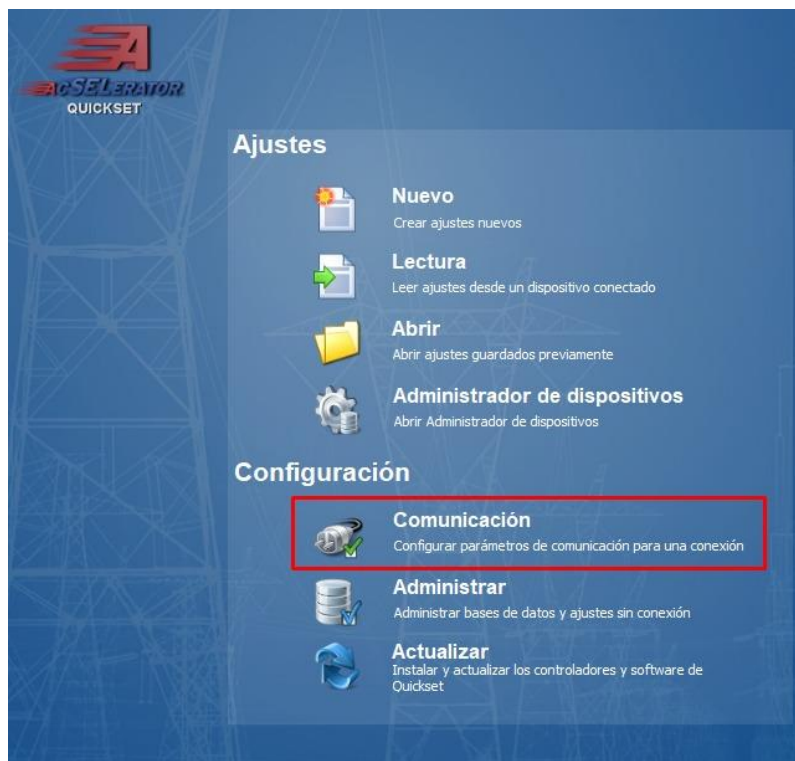 ACSELERATOR
QUICKSET
Ajustes
Nuevo
Crear ajustes nuevos
Lectura
Leer ajustes desde un dispositivo conectado
Abrir
Abrir ajustes guardados previamente
Administrador de dispositivos
Abrir Administrador de dispositivos
Configuración
Comunicación
Configurar parámetros de comunicación para una conexión
Administrar
Administrar bases de datos y ajustes sin conexión
Actualizar
Instalar y actualizar los controladores y software de
Quickset